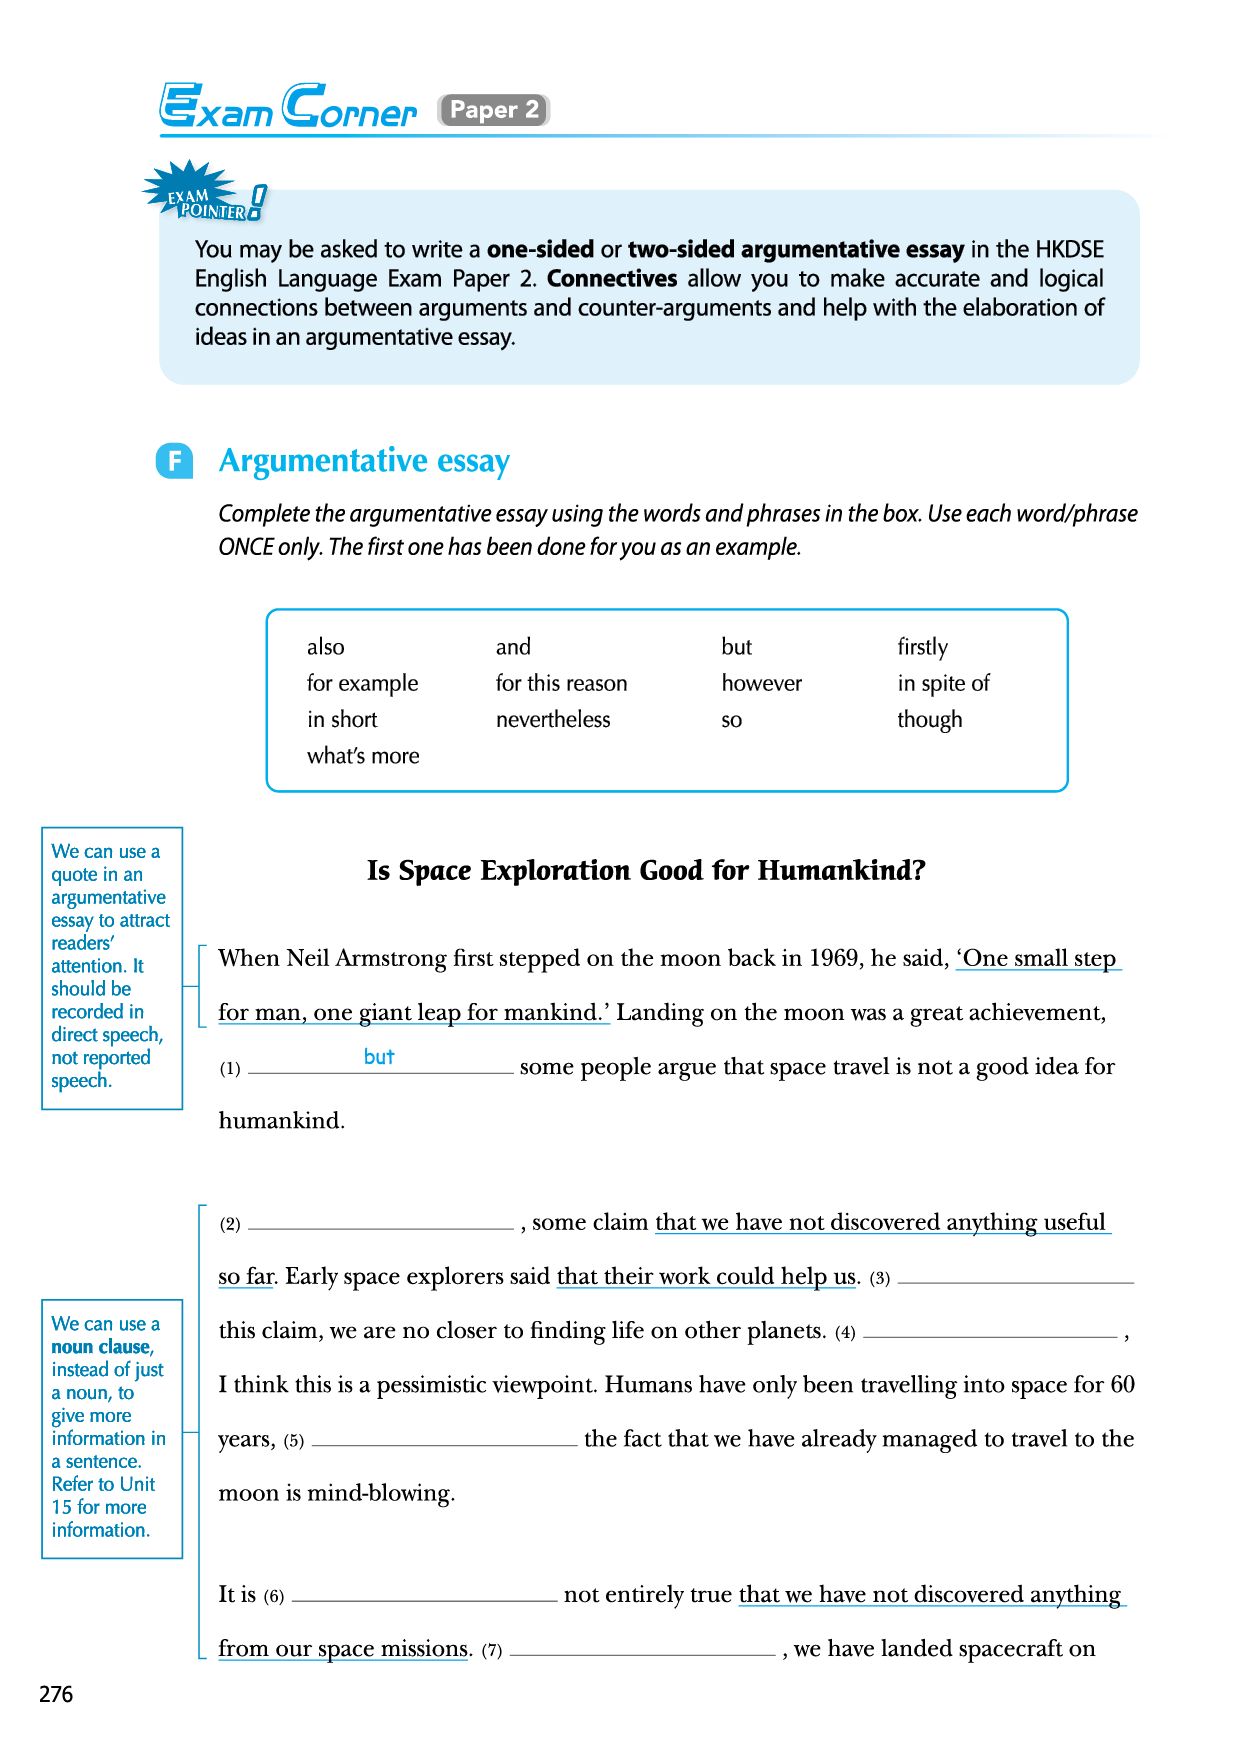 Exam Corner Paper 2
EXAM
POINTER!
You may be asked to write a one-sided or two-sided argumentative essay in the HKDSE
English Language Exam Paper 2. Connectives allow you to make accurate and logical
connections between arguments and counter-arguments and help with the elaboration of
ideas in an argumentative essay.
F Argumentative essay
Complete the argumentative essay using the words and phrases in the box. Use each word/phrase
ONCE only. The first one has been done for you as an example.
also and but firstly
for example for this reason however in spite of
in short nevertheless so though
what's more
We can use a
quote in an
argumentative
essay to attract
readers'
attention. It
should be
recorded in
direct speech,
not reported
speech.
Is Space Exploration Good for Humankind?
When Neil Armstrong first stepped on the moon back in 1969, he said, 'One small step
for man, one giant leap for mankind.' Landing on the moon was a great achievement,
(1) but some people argue that space travel is not a good idea for
humankind.
(2) , some claim that we have not discovered anything useful
so far. Early space explorers said that their work could help us. (3)
this claim, we are no closer to finding life on other planets. (4) ,
I think this is a pessimistic viewpoint. Humans have only been travelling into space for 60
years, (5) the fact that we have already managed to travel to the
moon is mind-blowing.
We can use a
noun clause,
instead of just
a noun, to
give more
information in
a sentence.
Refer to Unit
15 for more
information.
It is (6) not entirely true that we have not discovered anything
from our space missions. (7) , we have landed spacecraft on
276